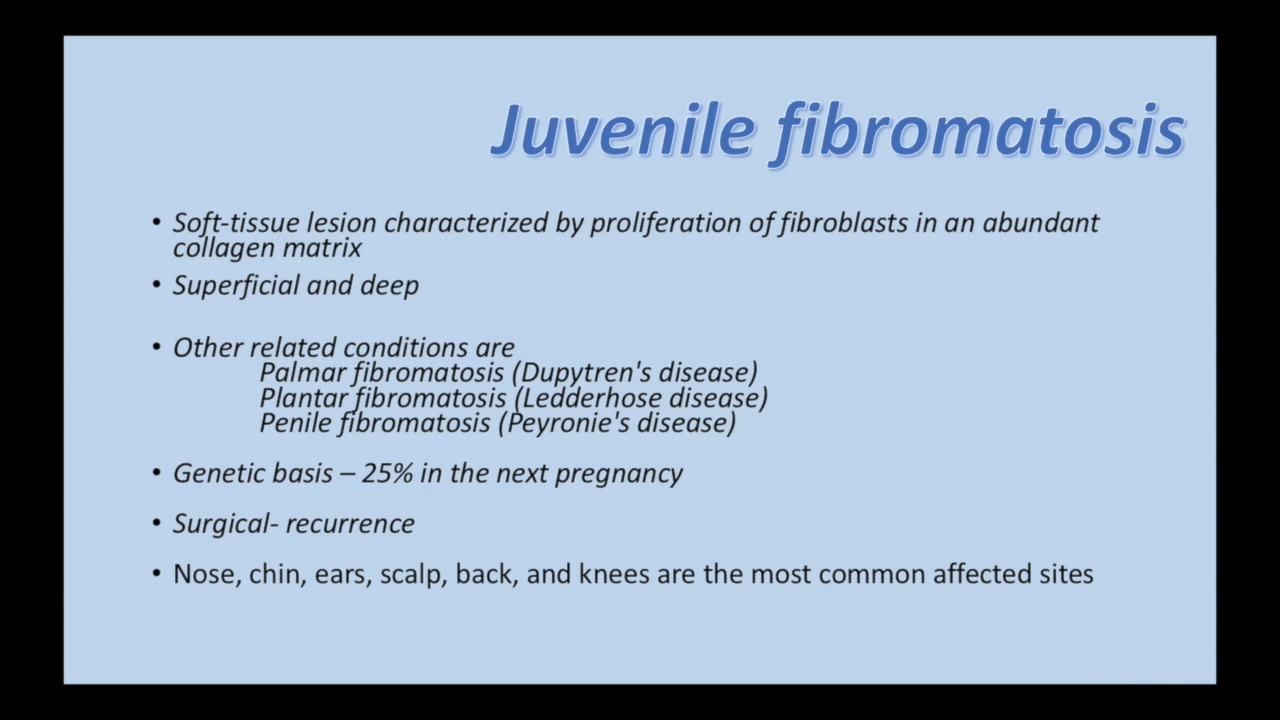 Juvenile fibromatosis
• Soft-tissue lesion characterized by proliferation of fibroblasts in an abundant
collagen matrix
• Superficial and deep
• Other related conditions are
Palmar fibromatosis (Dupytren's disease)
Plantar fibromatosis (Ledderhose disease)
Penile fibromatosis (Peyronie's disease)
• Genetic basis – 25% in the next pregnancy
• Surgical- recurrence
• Nose, chin, ears, scalp, back, and knees are the most common affected sites